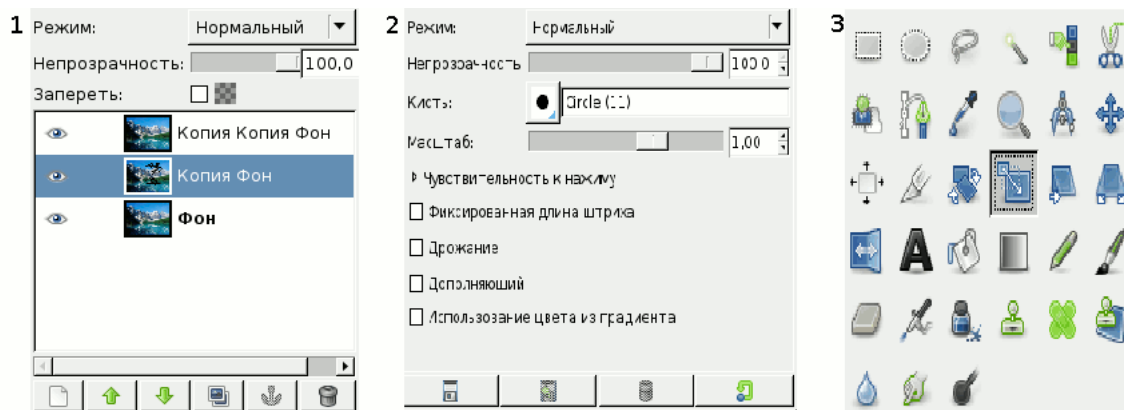 1
Режим: Нормальный
Непрозрачность: 100,0
Запереть:
Копия Копия Фон
Копия Фон
Фон
2
Режим: Нормальный
Непрозрачность 100 0
Кисть: Circle (11)
Масштаб: 1,00
Чувствительность к нажиму
Фиксированная длина штриха
Дрожание
Дополняющий
Использование цвета из градиента
3